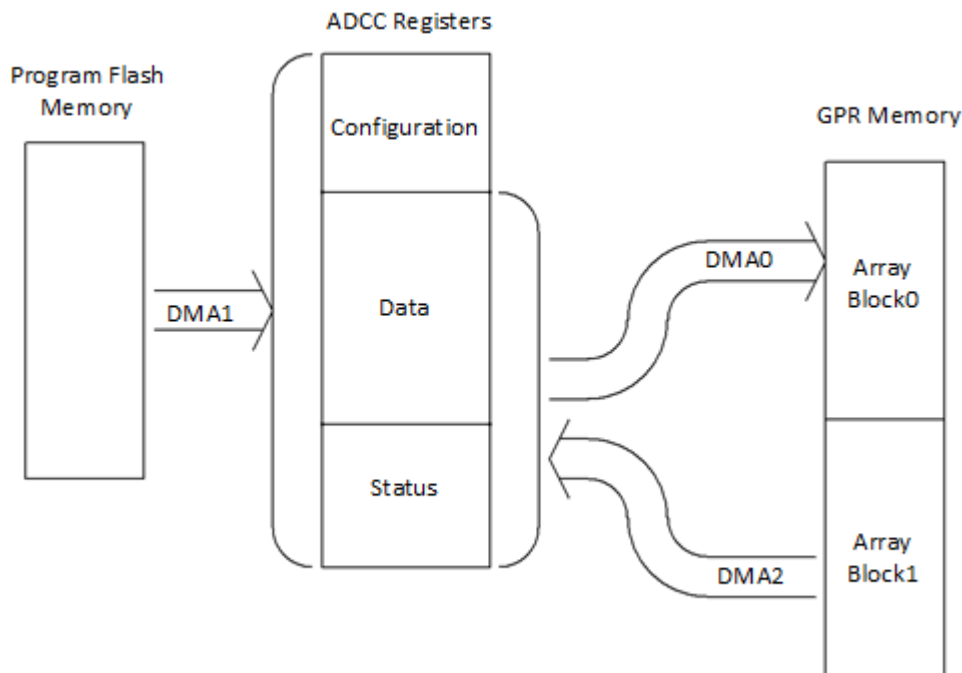 ADCC Registers
Program Flash
Memory
Configuration
GPR Memory
DMA0
Array
Block0
DMA1
Data
Status
Array
Block1
DMA2